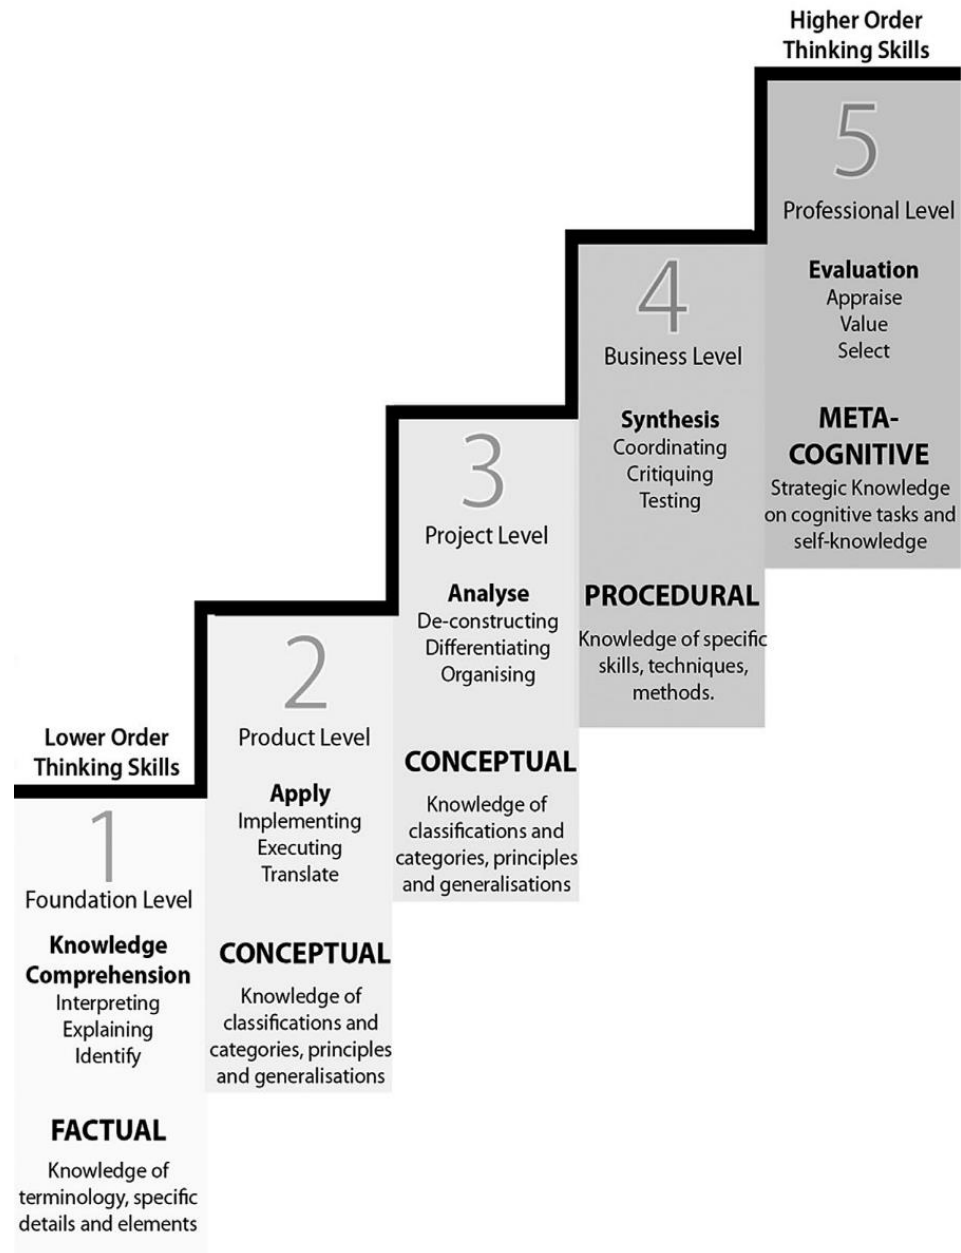 Lower Order
Thinking Skills
1
Foundation Level
Knowledge
Comprehension
Interpreting
Explaining
Identify
FACTUAL
Knowledge of
terminology, specific
details and elements
2
Product Level
Apply
Implementing
Executing
Translate
CONCEPTUAL
Knowledge of
classifications and
categories, principles
and generalisations
3
Project Level
Analyse
De-constructing
Differentiating
Organising
CONCEPTUAL
Knowledge of
classifications and
categories, principles
and generalisations
4
Business Level
Synthesis
Coordinating
Critiquing
Testing
PROCEDURAL
Knowledge of specific
skills, techniques,
methods.
Higher Order
Thinking Skills
5
Professional Level
Evaluation
Appraise
Value
Select
META-
COGNITIVE
Strategic Knowledge
on cognitive tasks and
self-knowledge